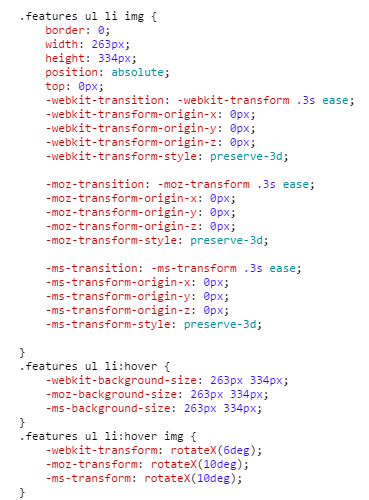 .features ul li img {
border: 0;
width: 263px;
height: 334px;
position: absolute;
top: 0px;
-webkit-transition: -webkit-transform .3s ease;
-webkit-transform-origin-x: 0px;
-webkit-transform-origin-y: 0px;
-webkit-transform-origin-z: 0px;
-webkit-transform-style: preserve-3d;
-moz-transition: -moz-transform .3s ease;
-moz-transform-origin-x: 0px;
-moz-transform-origin-y: 0px;
-moz-transform-origin-z: 0px;
-moz-transform-style: preserve-3d;
-ms-transition: -ms-transform .3s ease;
-ms-transform-origin-x: 0px;
-ms-transform-origin-y: 0px;
-ms-transform-origin-z: 0px;
-ms-transform-style: preserve-3d;
}
.features ul li:hover {
-webkit-background-size: 263px 334px;
-moz-background-size: 263px 334px;
-ms-background-size: 263px 334px;
}
.features ul li:hover img {
-webkit-transform: rotateX(6deg);
-moz-transform: rotateX(10deg);
-ms-transform: rotateX(10deg);
}